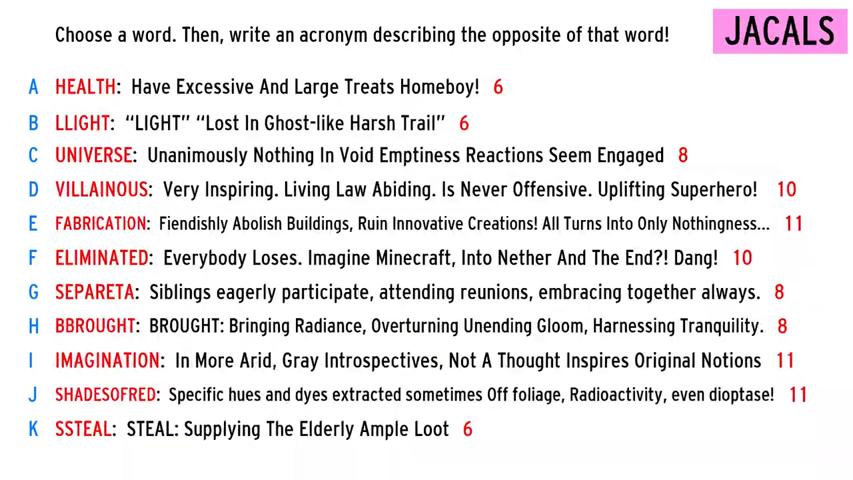 Choose a word. Then, write an acronym describing the opposite of that word! JACALS
A HEALTH: Have Excessive And Large Treats Homeboy! 6
B LLIGHT: “LIGHT” “Lost In Ghost-like Harsh Trail” 6
C UNIVERSE: Unanimously Nothing In Void Emptiness Reactions Seem Engaged 8
D VILLAINOUS: Very Inspiring. Living Law Abiding. Is Never Offensive. Uplifting Superhero! 10
E FABRICATION: Fiendishly Abolish Buildings, Ruin Innovative Creations! All Turns Into Only Nothingness... 11
F ELIMINATED: Everybody Loses. Imagine Minecraft, Into Nether And The End?! Dang! 10
G SEPARETA: Siblings eagerly participate, attending reunions, embracing together always. 8
H BBROUGHT: BROUGHT: Bringing Radiance, Overturning Unending Gloom, Harnessing Tranquility. 8
I IMAGINATION: In More Arid, Gray Introspectives, Not A Thought Inspires Original Notions 11
J SHADESOFRED: Specific hues and dyes extracted sometimes Off foliage, Radioactivity, even dioptase! 11
K SSTEAL: STEAL: Supplying The Elderly Ample Loot 6